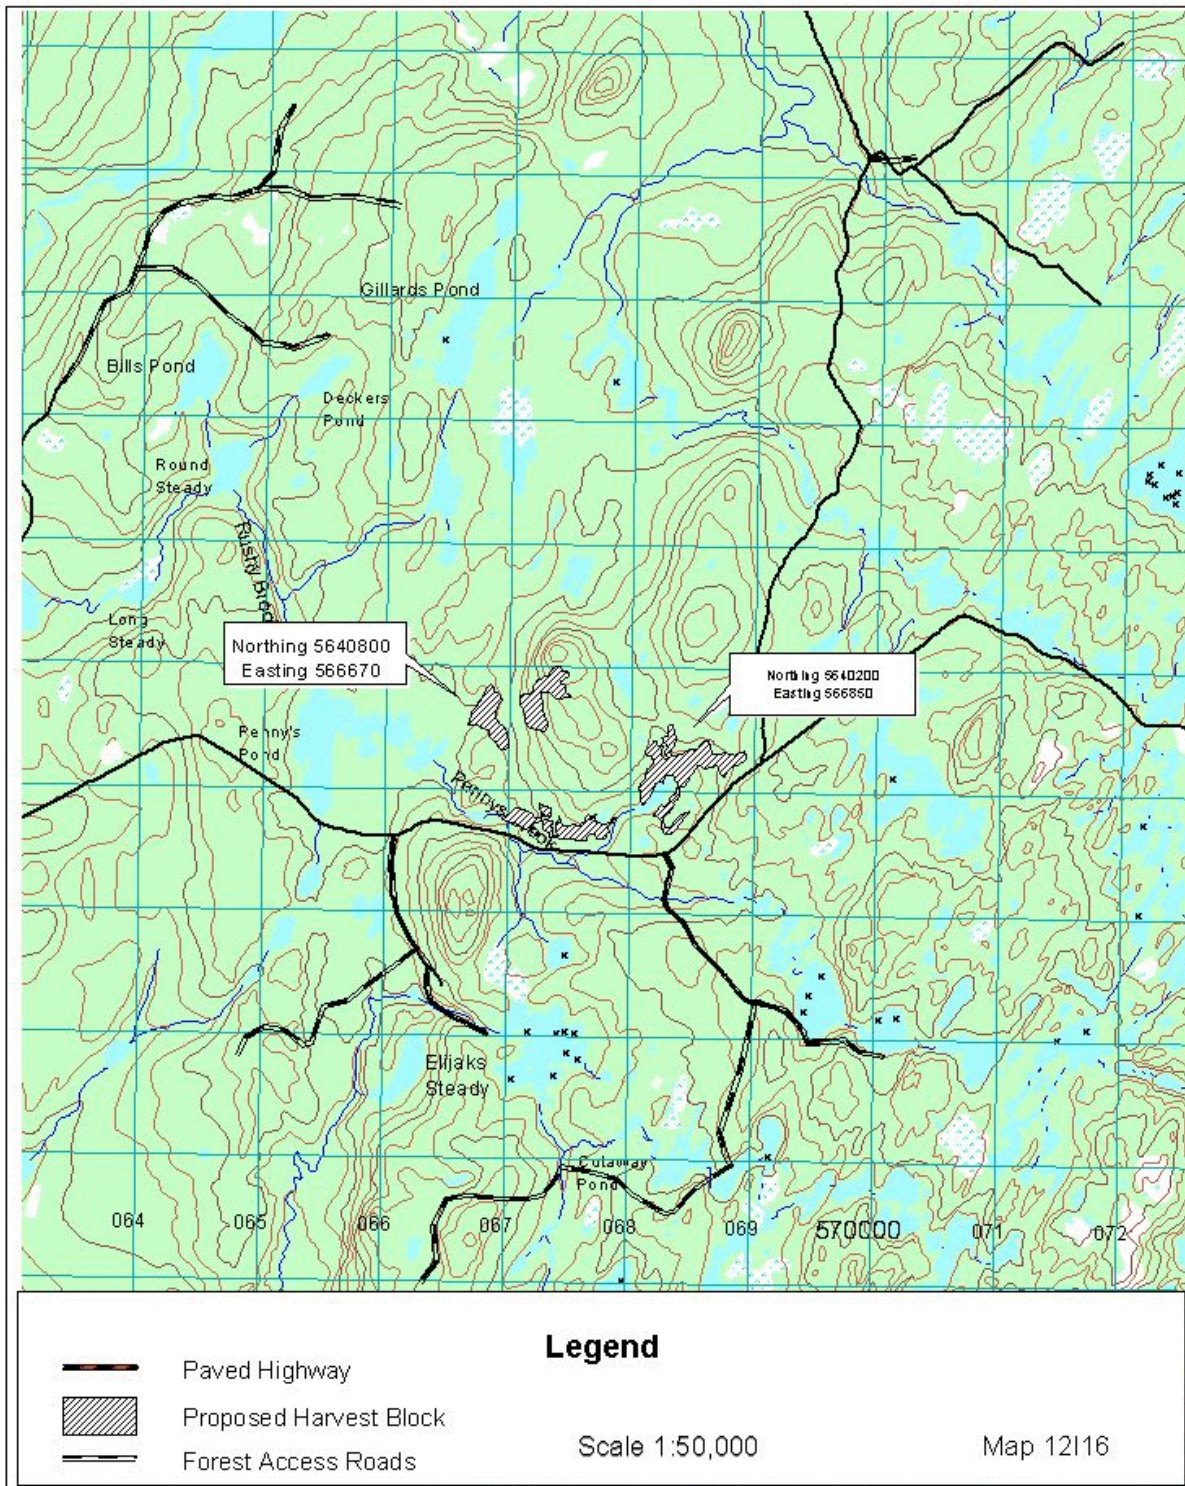 Gillards Pond
Bills Pond
Deckers
Pond
Round
Steady
Rushy Broo
Long
Steady
Northing 5640800
Easting 566670
Northing 5640200
Easting 566850
Penny's
Pond
Pennys
Elijaks
Steady
Cutaway
Pond
064 065 066 067 068 069 570000 071 072
Legend
Paved Highway
Proposed Harvest Block
Forest Access Roads
Scale 1:50,000
Map 12I16